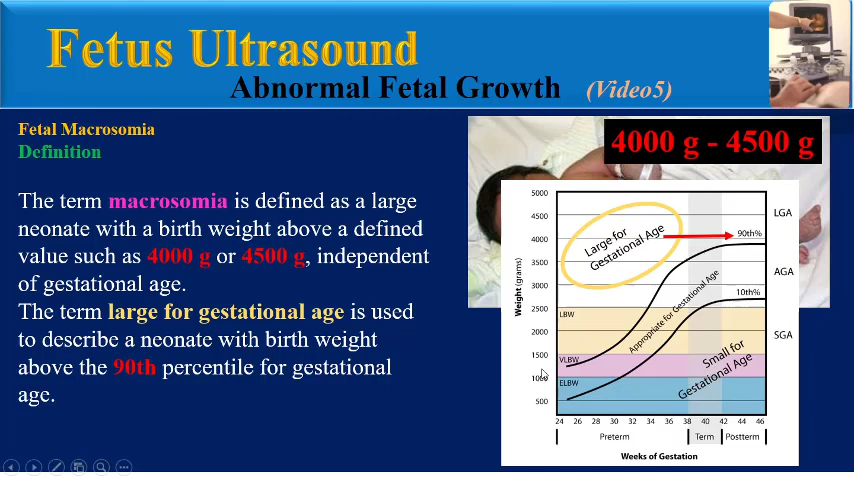 Fetus Ultrasound
Abnormal Fetal Growth (Video5)
Fetal Macrosomia
Definition
The term macrosomia is defined as a large
neonate with a birth weight above a defined
value such as 4000 g or 4500 g, independent
of gestational age.
The term large for gestational age is used
to describe a neonate with birth weight
above the 90th percentile for gestational
age.
4000 g - 4500 g
Weight (grams)
5000
4500
4000
3500
3000
2500
2000
1500
1000
500
LBW
VLBW
ELBW
Large for
Gestational Age
Appropriate for Gestational Age
Small for
Gestational Age
90th%
10th%
LGA
AGA
SGA
24 26 28 30 32 34 36 38 40 42 44 46
Preterm Term Postterm
Weeks of Gestation